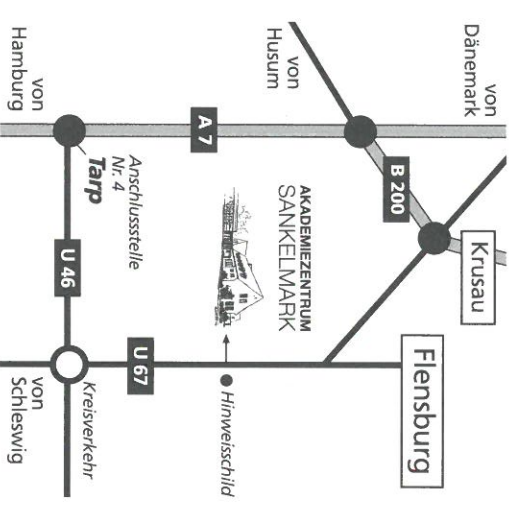 von
Dänemark
Krusau
Flensburg
B 200
von
Husum
AKADEMIEZENTRUM
SANKELMARK
Hinweisschild
A 7
U 67
Anschlussstelle
Nr. 4
Tarp
U 46
Kreisverkehr
von
Hamburg
von
Schleswig